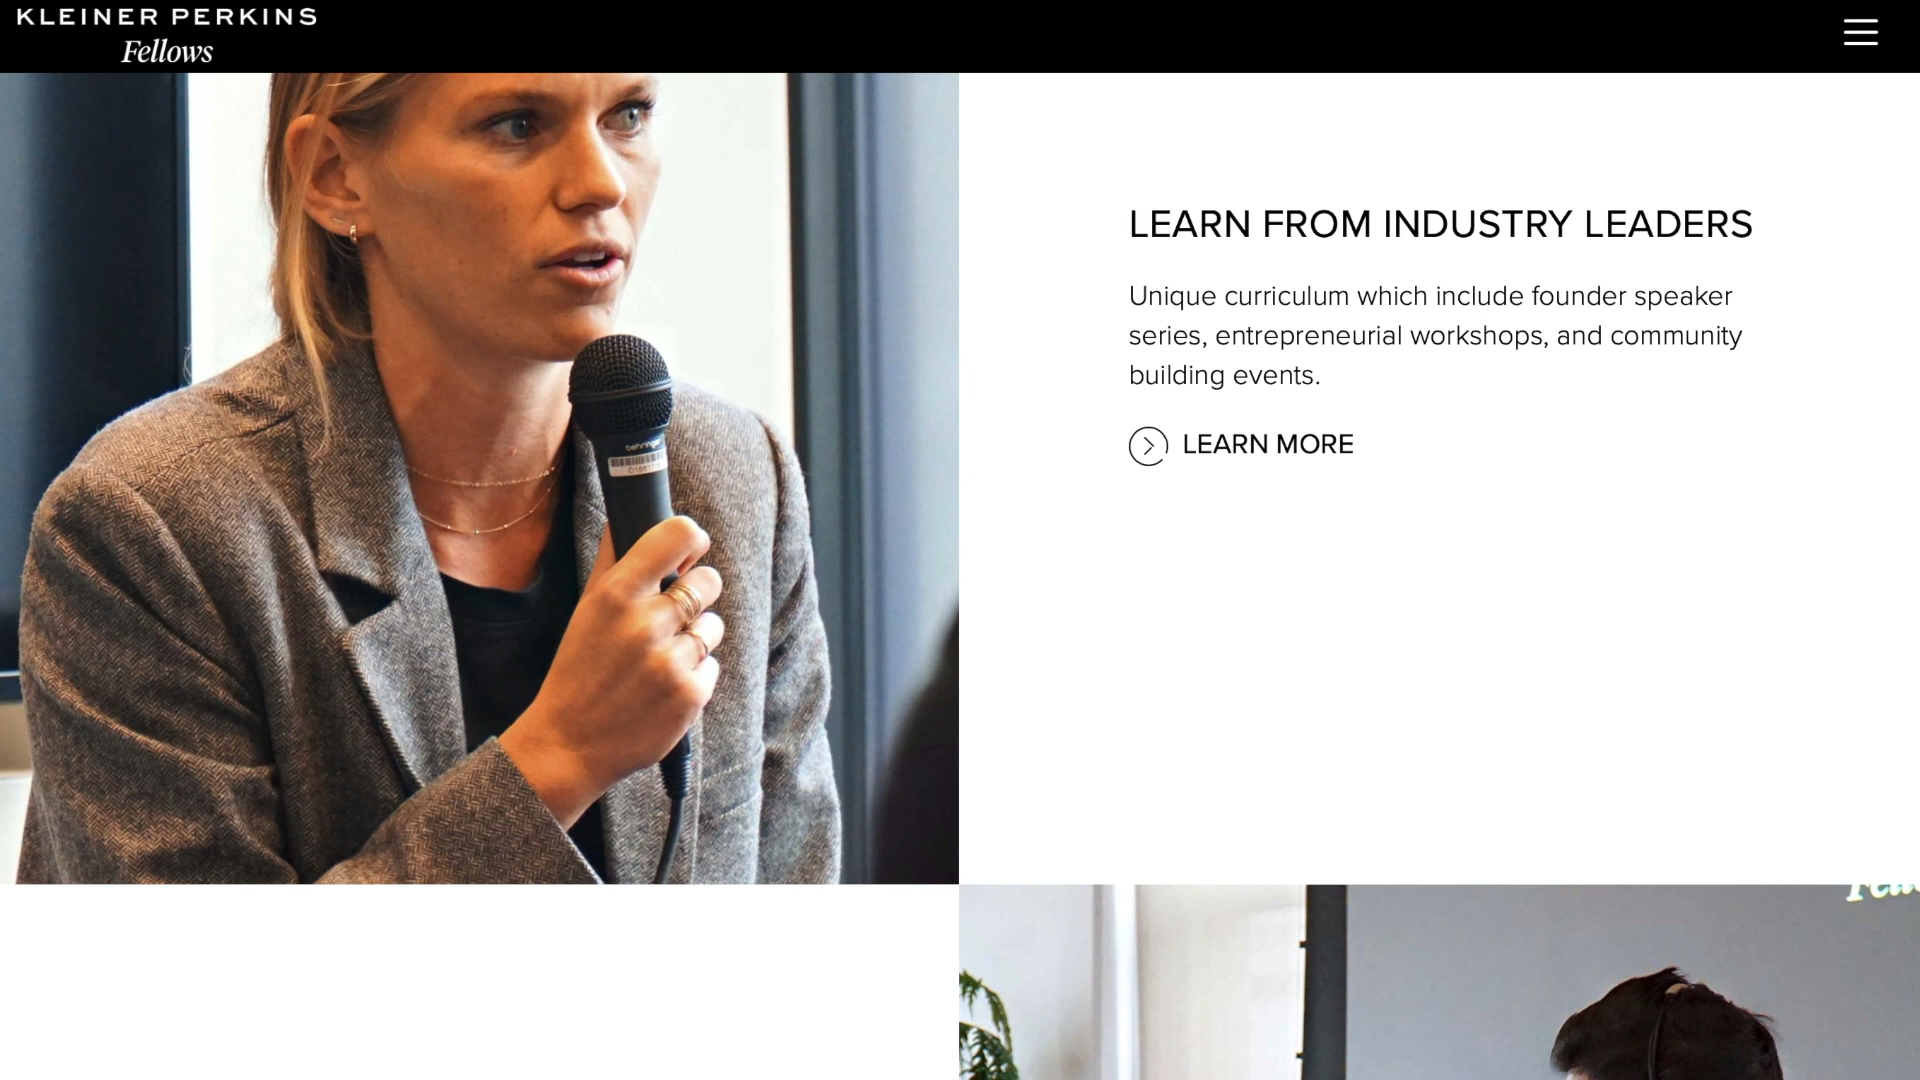 KLEINER PERKINS
Fellows
LEARN FROM INDUSTRY LEADERS
Unique curriculum which include founder speaker
series, entrepreneurial workshops, and community
building events.
LEARN MORE
behringer